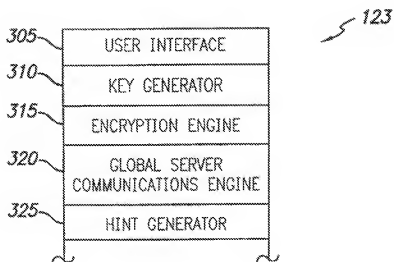 123
305 USER INTERFACE
310 KEY GENERATOR
315 ENCRYPTION ENGINE
320 GLOBAL SERVER
COMMUNICATIONS ENGINE
325 HINT GENERATOR